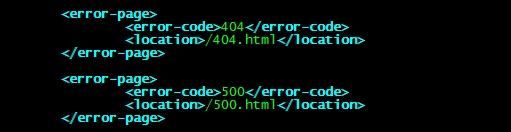 <error-page>
<error-code>404</error-code>
<location>/404.html</location>
</error-page>
<error-page>
<error-code>500</error-code>
<location>/500.html</location>
</error-page>